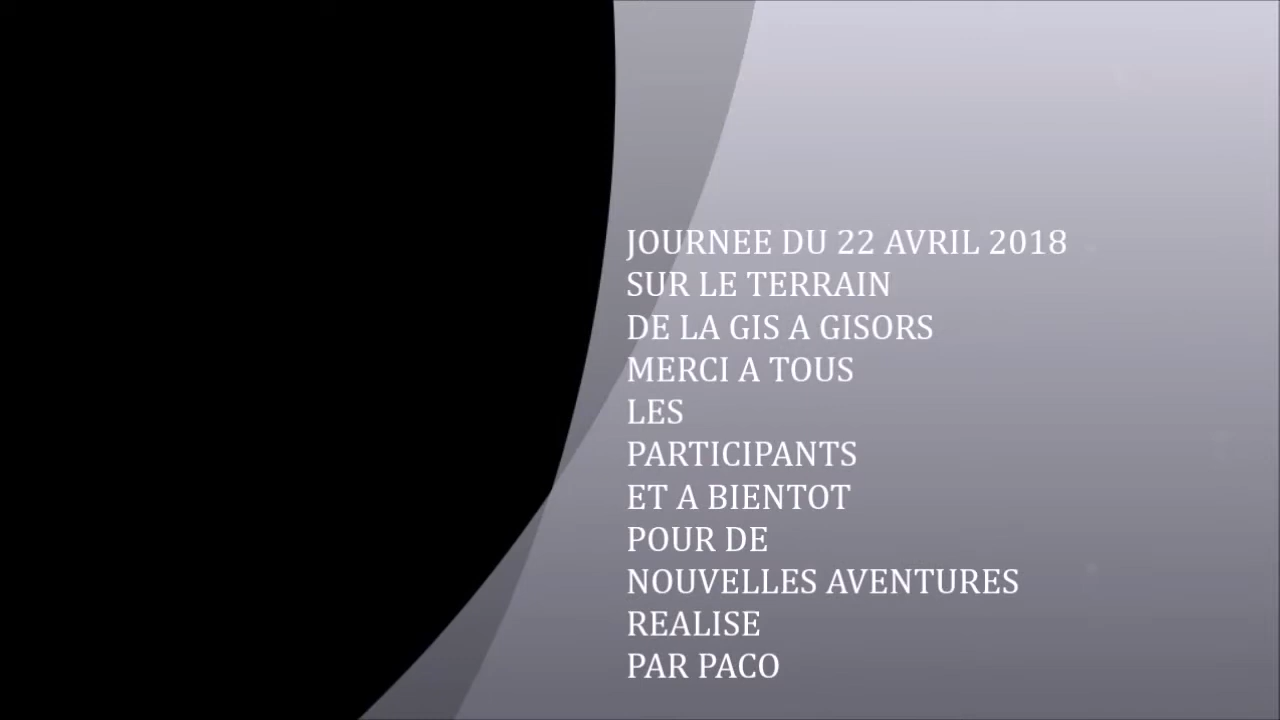 JOURNEE DU 22 AVRIL 2018
SUR LE TERRAIN
DE LA GIS A GISORS
MERCI A TOUS
LES
PARTICIPANTS
ET A BIENTOT
POUR DE
NOUVELLES AVENTURES
REALISE
PAR PACO